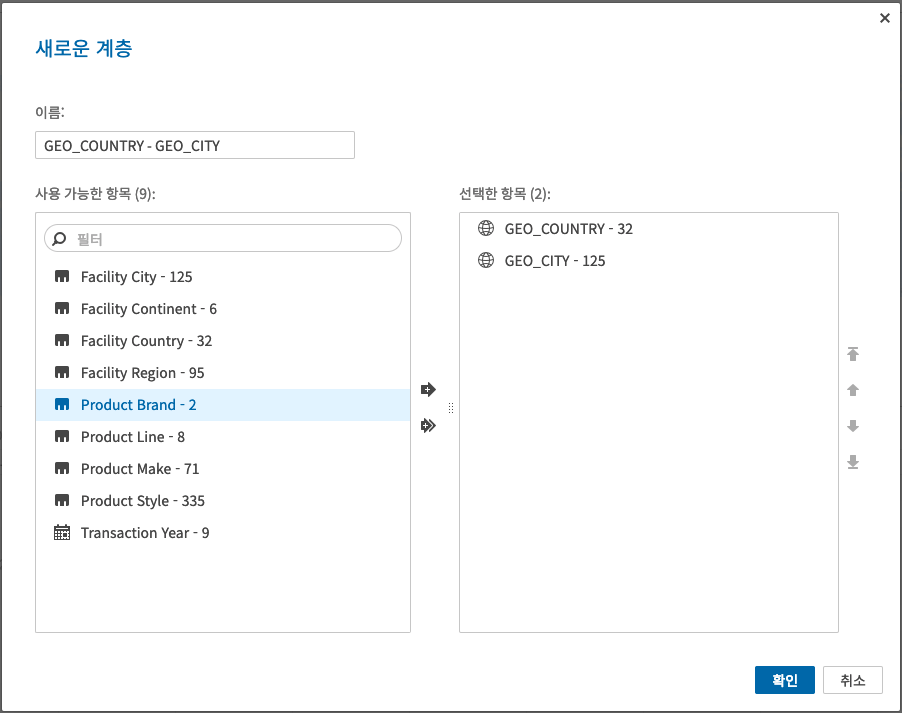 새로운 계층
이름:
GEO_COUNTRY - GEO_CITY
사용 가능한 항목 (9):
필터
Facility City - 125
Facility Continent - 6
Facility Country - 32
Facility Region - 95
Product Brand - 2
Product Line - 8
Product Make - 71
Product Style - 335
Transaction Year - 9
선택한 항목 (2):
GEO_COUNTRY - 32
GEO_CITY - 125
확인
취소